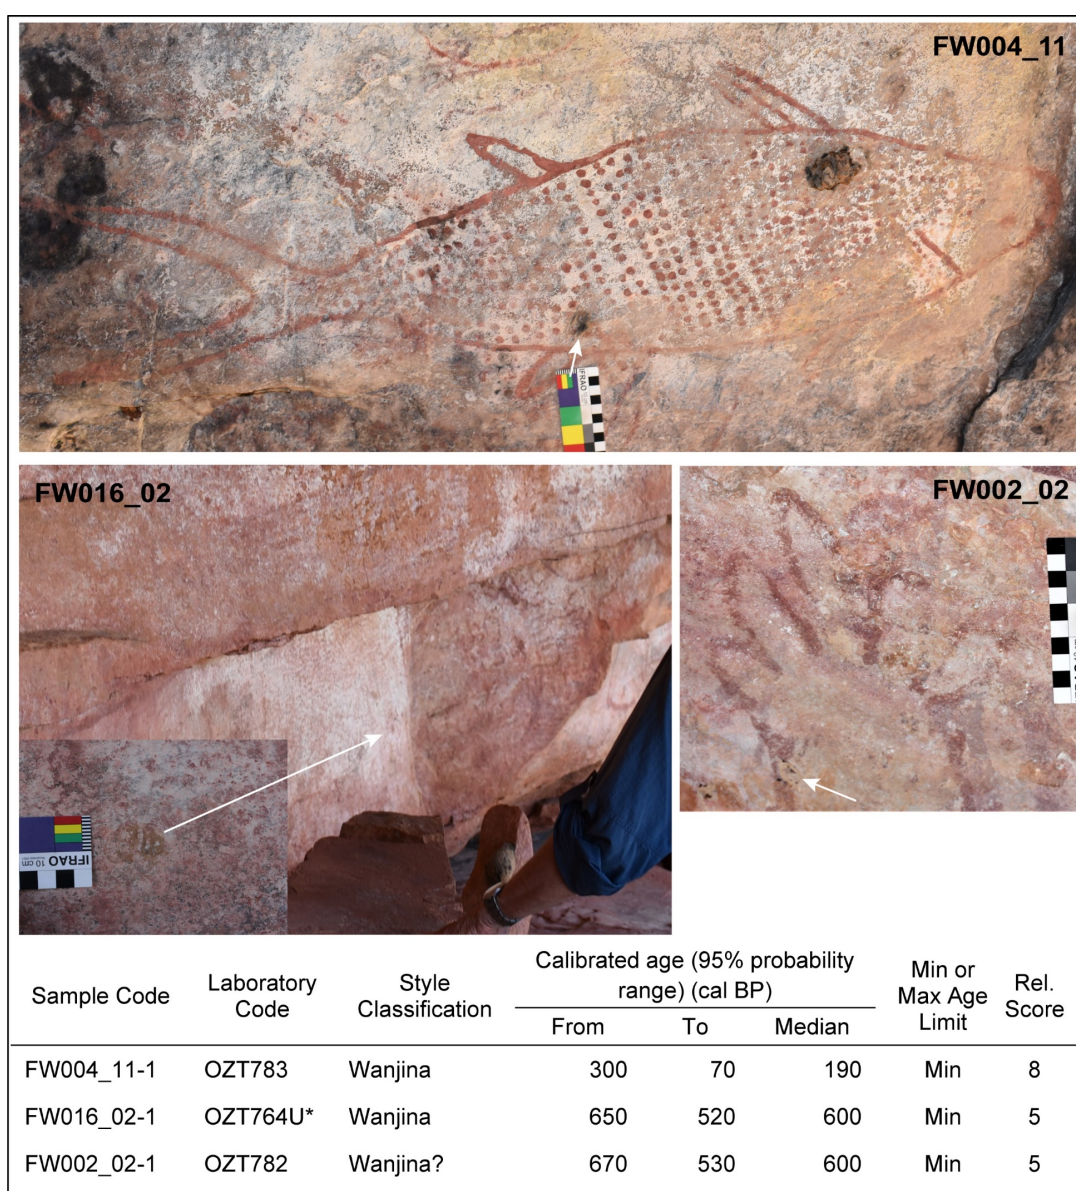 FW004_11
IFRAO
FW016_02
FW002_02
IFRAO
10 cm
Calibrated age (95% probability range) (cal BP)
Sample Code Laboratory Code Style Classification From To Median Min or Max Age Limit Rel. Score
FW004_11-1 OZT783 Wanjina 300 70 190 Min 8
FW016_02-1 OZT764U* Wanjina 650 520 600 Min 5
FW002_02-1 OZT782 Wanjina? 670 530 600 Min 5